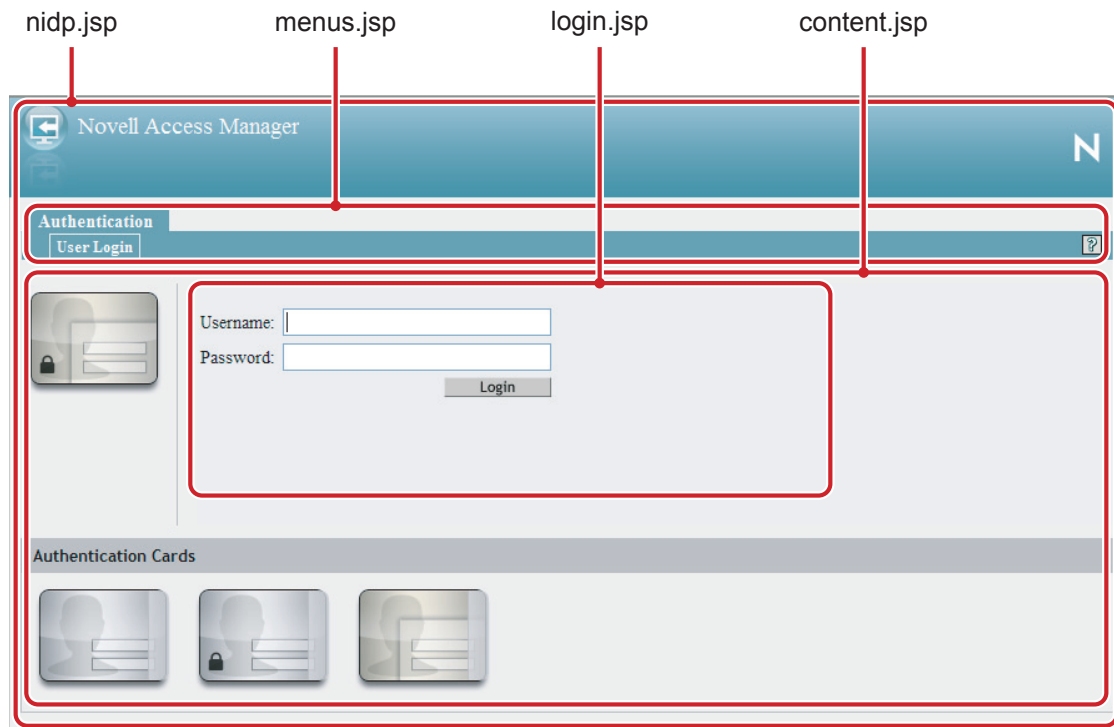 nidp.jsp menus.jsp login.jsp content.jsp
Novell Access Manager
N
Authentication
User Login
?
Username:
Password:
Login
Authentication Cards